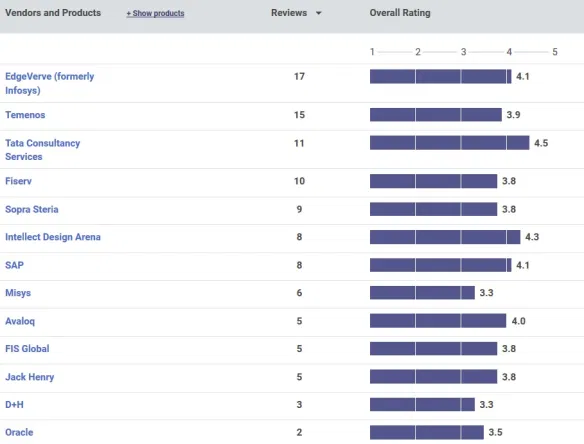 Vendors and Products + Show products Reviews Overall Rating
1 2 3 4 5
EdgeVerve (formerly
Infosys) 17 4.1
Temenos 15 3.9
Tata Consultancy
Services 11 4.5
Fiserv 10 3.8
Sopra Steria 9 3.8
Intellect Design Arena 8 4.3
SAP 8 4.1
Misys 6 3.3
Avaloq 5 4.0
FIS Global 5 3.8
Jack Henry 5 3.8
D+H 3 3.3
Oracle 2 3.5